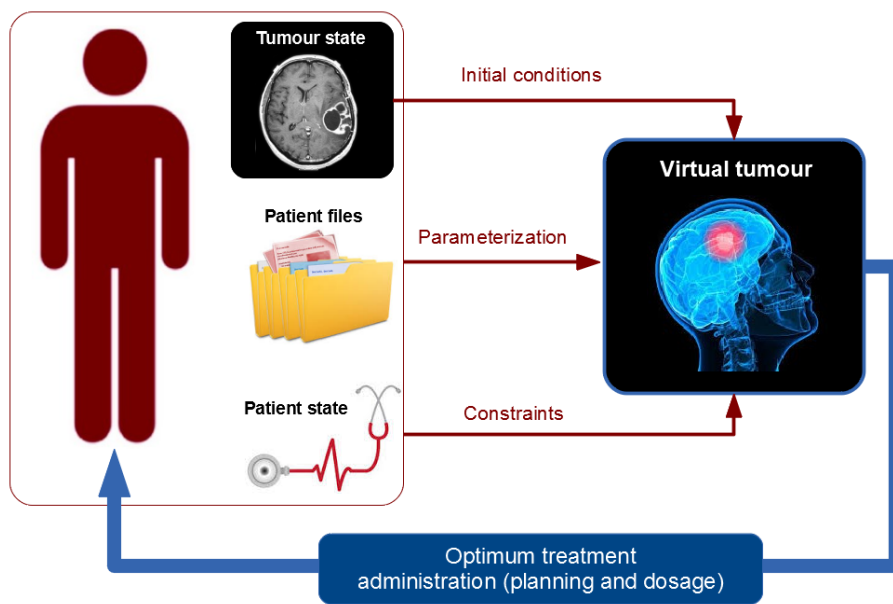 Tumour state
Initial conditions
Virtual tumour
Patient files
Parameterization
Patient state
Constraints
Optimum treatment
administration (planning and dosage)